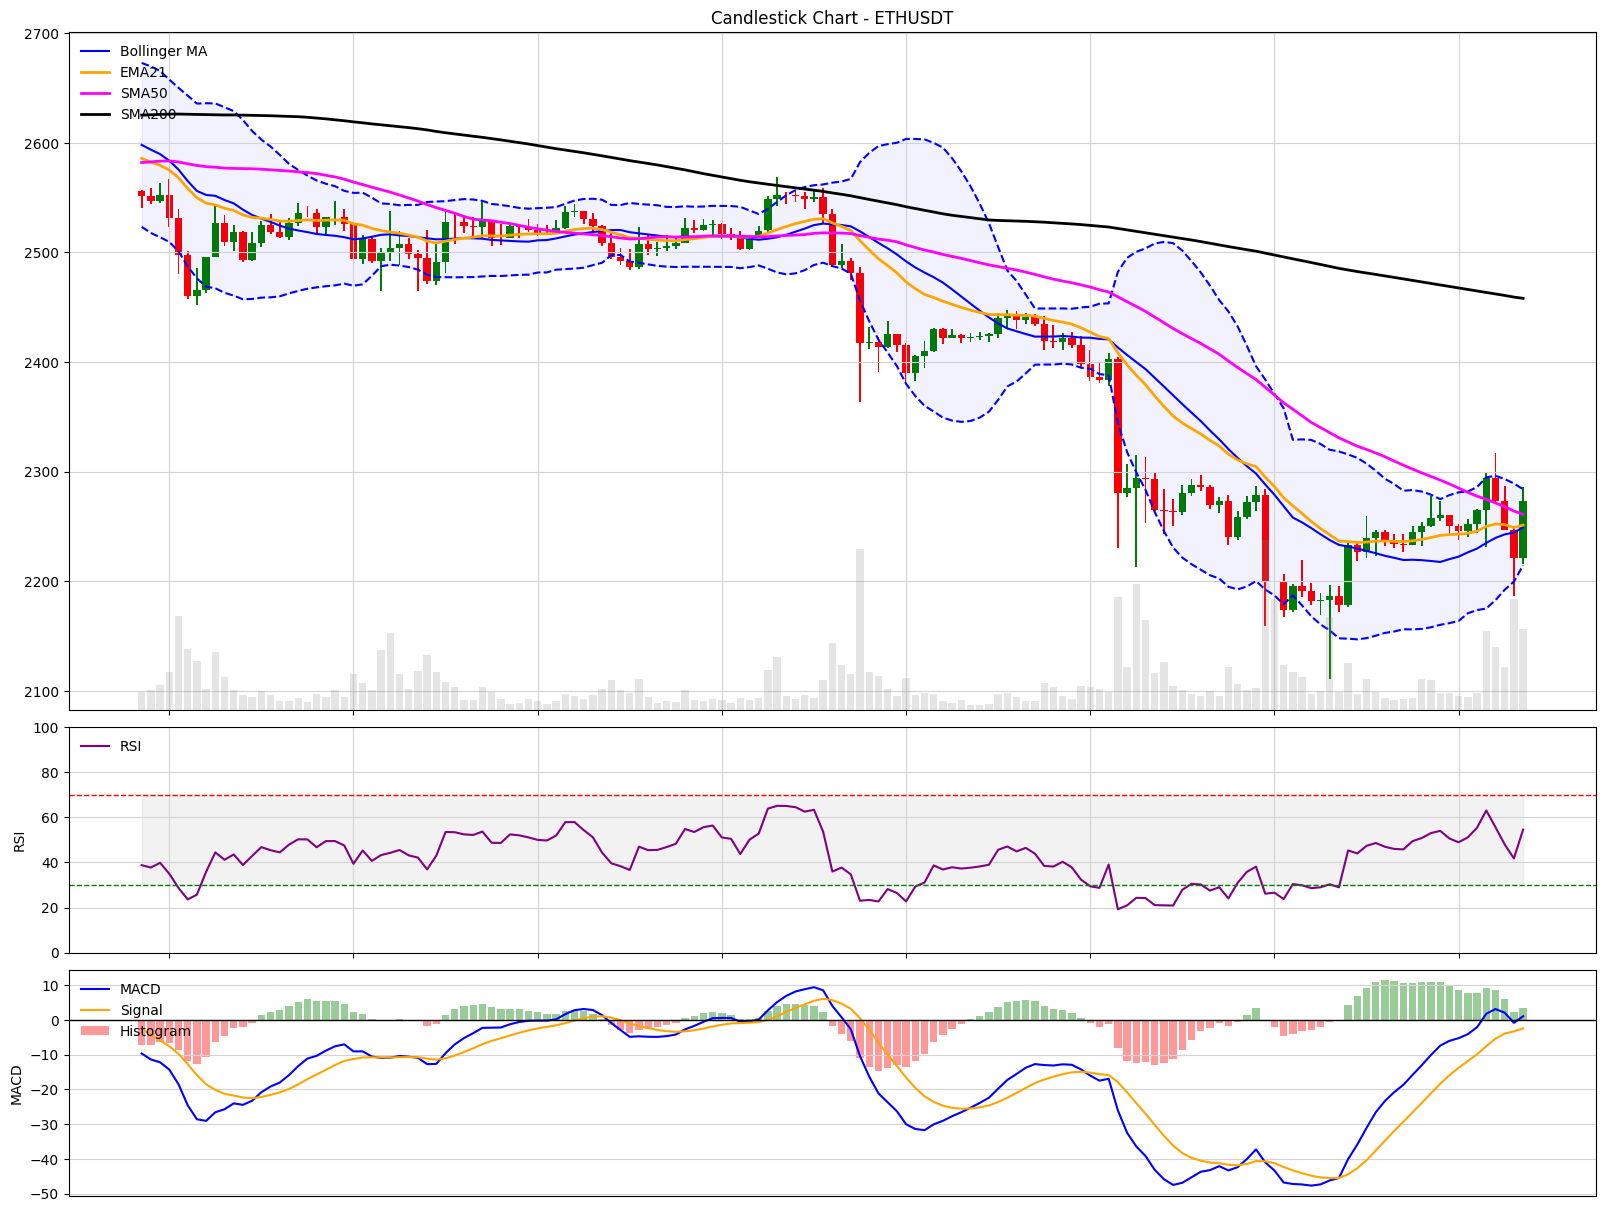 Candlestick Chart - ETHUSDT
2700
2600
2500
2400
2300
2200
2100
Bollinger MA
EMA21
SMA50
SMA200
100
80
60
40
20
0
RSI
RSI
10
0
−10
−20
−30
−40
−50
MACD
MACD
Signal
Histogram